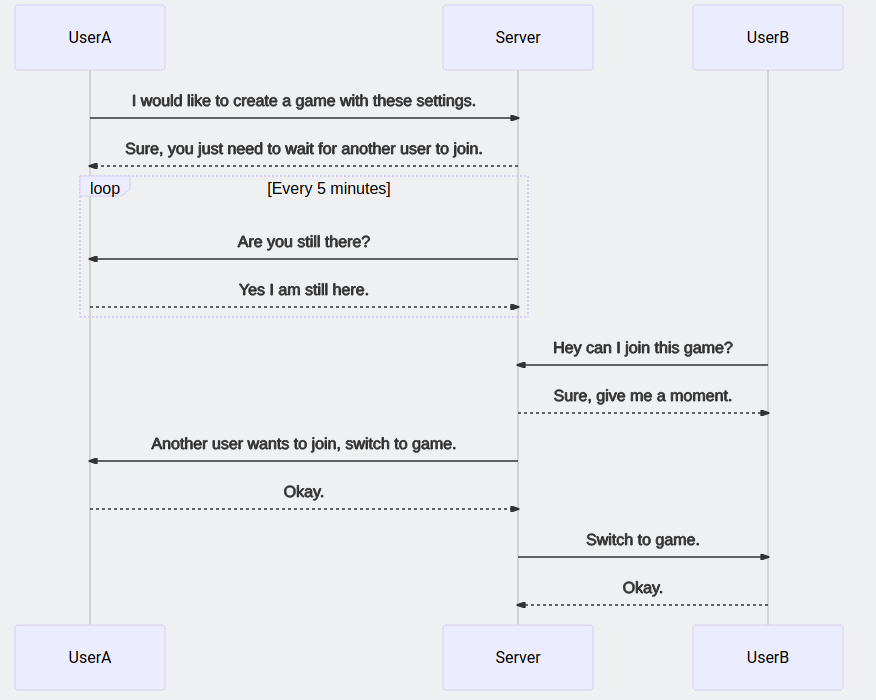 UserA
Server
UserB
I would like to create a game with these settings.
Sure, you just need to wait for another user to join.
loop
[Every 5 minutes]
Are you still there?
Yes I am still here.
Hey can I join this game?
Sure, give me a moment.
Another user wants to join, switch to game.
Okay.
Switch to game.
Okay.
UserA
Server
UserB